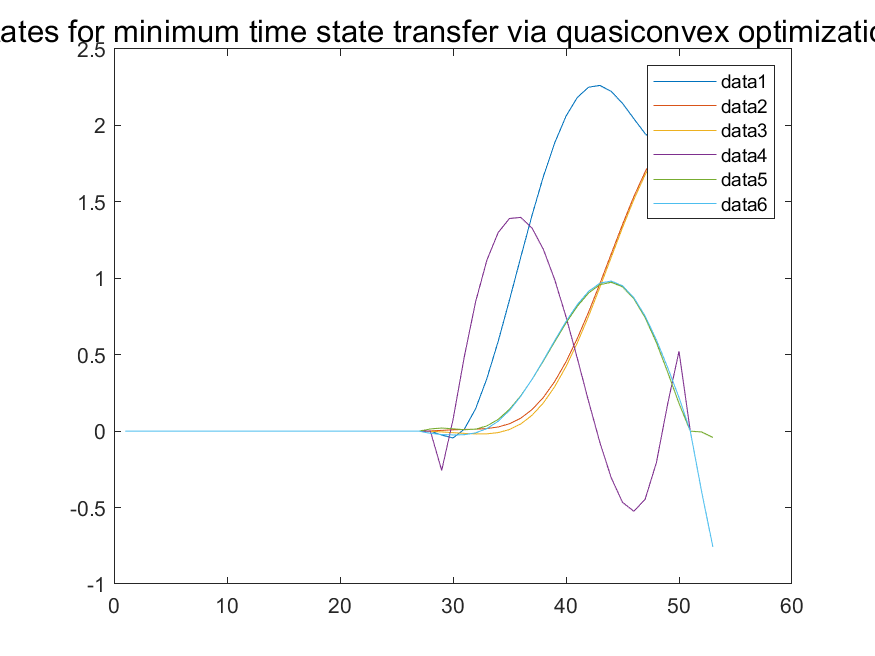 ates for minimum time state transfer via quasiconvex optimizatio
2.5
2
1.5
1
0.5
0
-0.5
-1
0 10 20 30 40 50 60
data1
data2
data3
data4
data5
data6